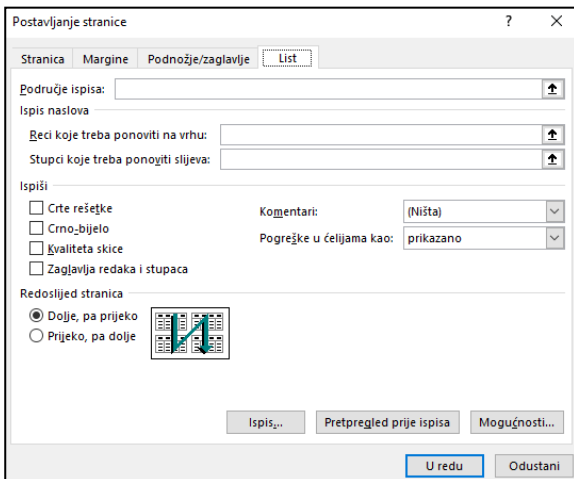 Postavljanje stranice ?
Stranica Margine Podnožje/zaglavlje List
Područje ispisa:
Ispis naslova
Reci koje treba ponoviti na vrhu:
Stupci koje treba ponoviti slijeva:
Ispiši
Crte rešetke
Crno-bijelo
Kvaliteta skice
Zaglavlja redaka i stupaca
Komentari: (Ništa)
Pogreške u ćelijama kao: prikazano
Redoslijed stranica
Dolje, pa prijeko
Prijeko, pa dolje
Ispis... Pretpregled prije ispisa Mogućnosti...
U redu Odustani